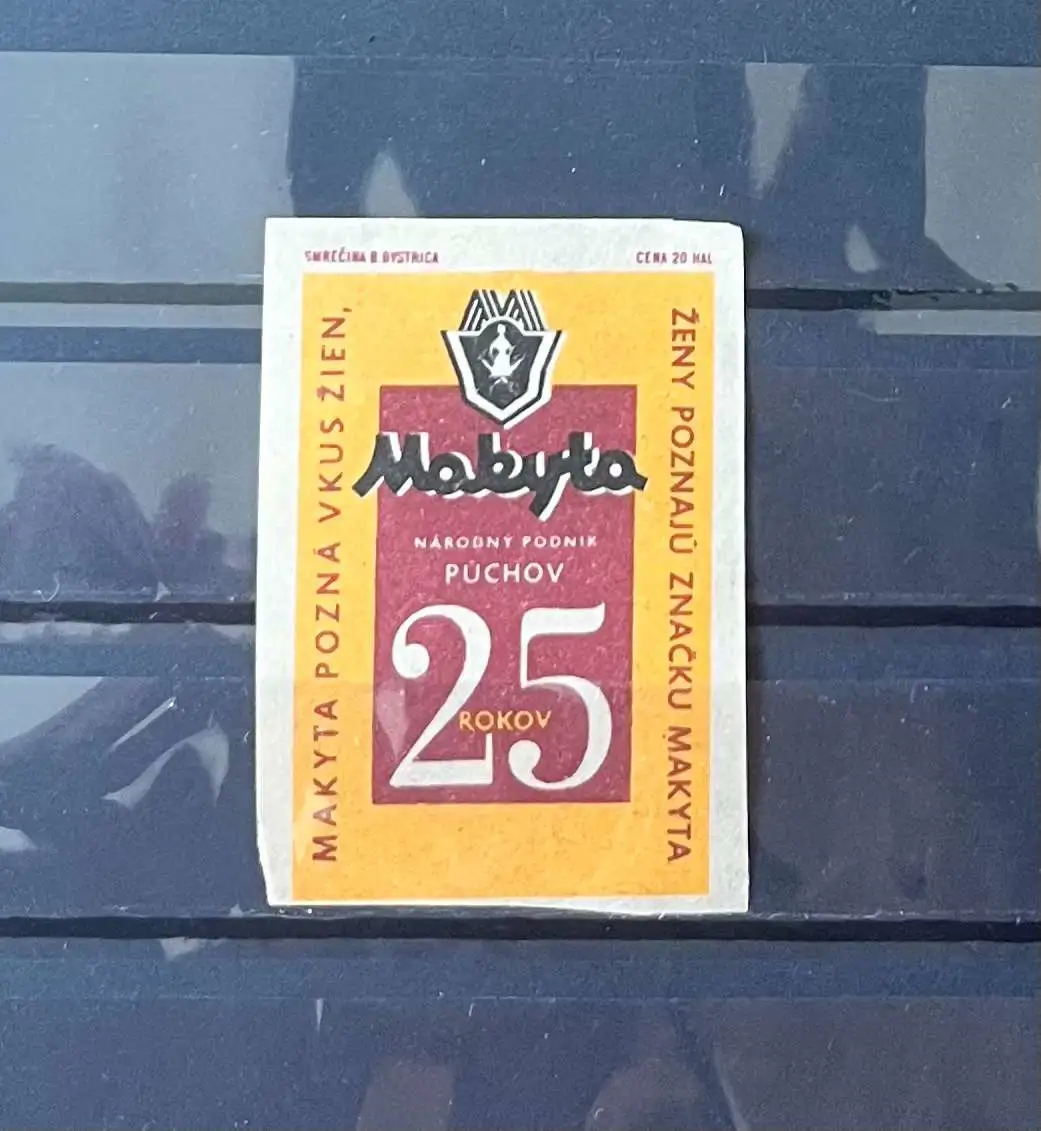 SMREČINA B. BYSTRICA
CENA 20 HAL
MAKYTA POZNÁ VKUS ŽIEN,
Makyta
NÁRODNÝ PODNIK
PÚCHOV
25
ROKOV
ŽENY POZNAJÚ ZNAČKU MAKYTA